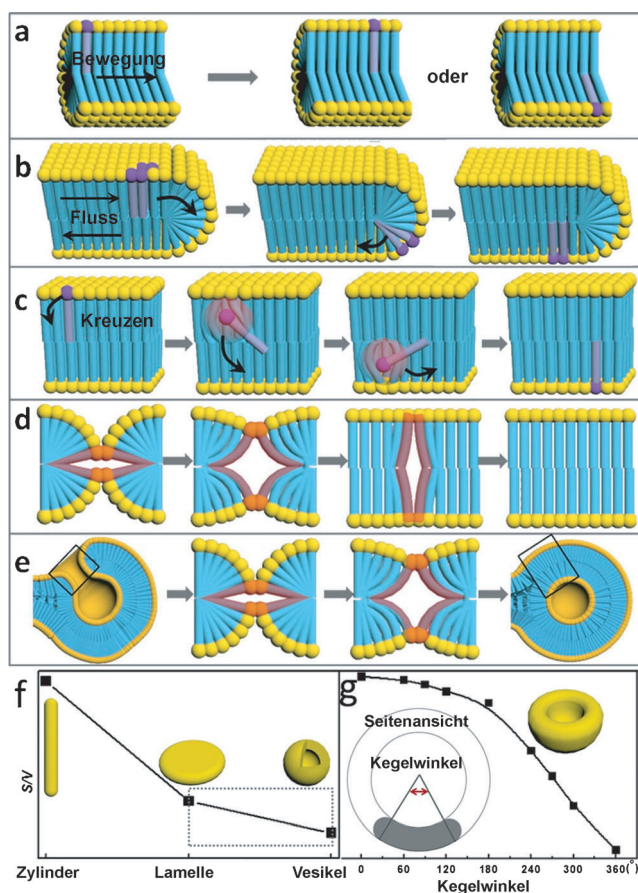 a
Bewegung
oder
b
Fluss
c
Kreuzen
d
e
f
S/V
Zylinder Lamelle Vesikel
g
Seitenansicht
Kegelwinkel
0 60 120 180 240 300 360(°)
Kegelwinkel